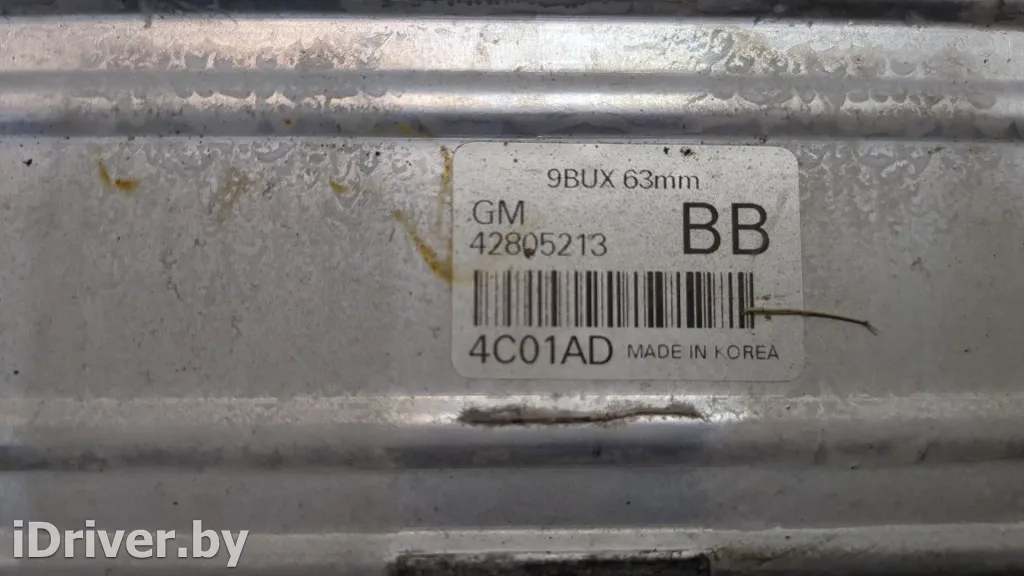 9BUX 63mm
GM
BB
42805213
4C01AD MADE IN KOREA
iDriver.by